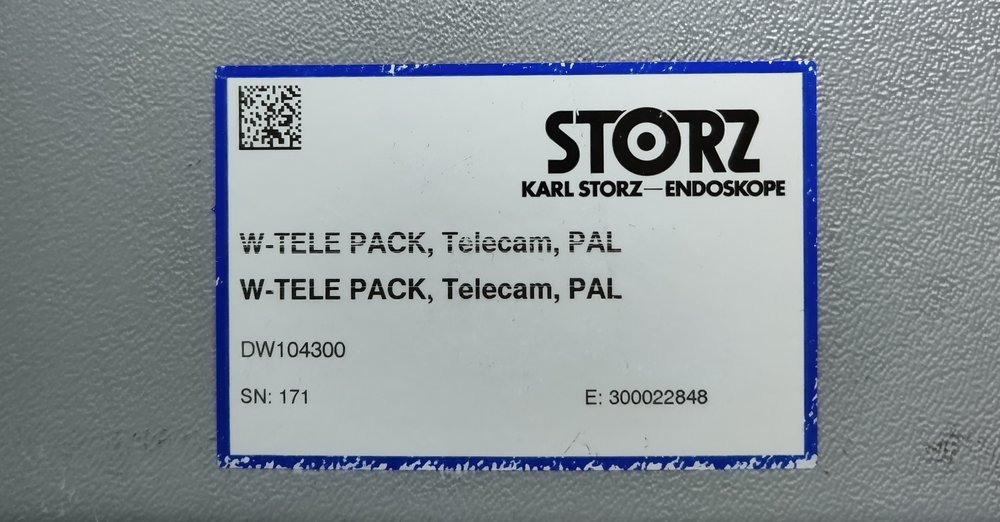 STORZ
KARL STORZ—ENDOSKOPE
W-TELE PACK, Telecam, PAL
W-TELE PACK, Telecam, PAL
DW104300
SN: 171 E: 300022848